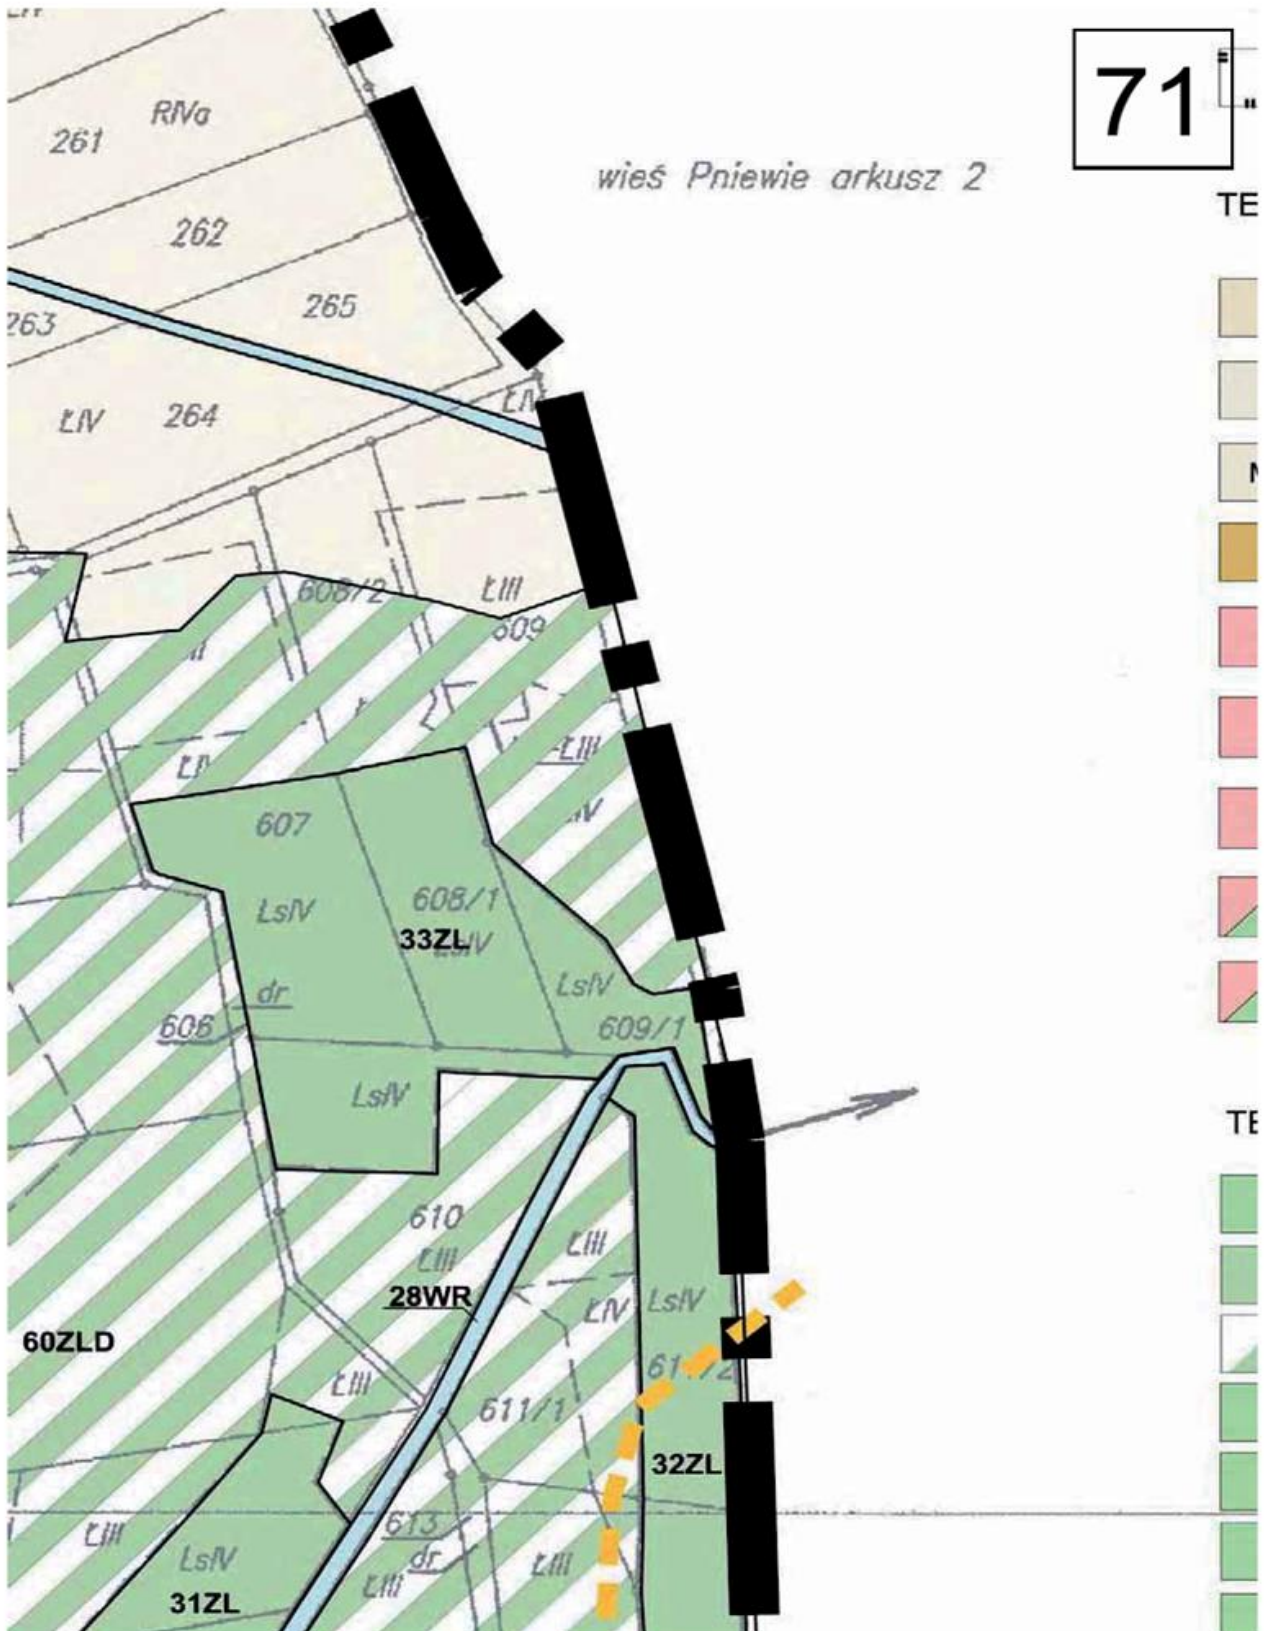 71
RIVa
261
wieś Pniewie arkusz 2
TE
262
265
263
ŁIV
264
ŁIV
608/2
ŁIII
609
ŁIII
607
608/1
LsIV
33ZL
LsIV
dr
606
609/1
LsIV
TE
610
ŁIII
ŁIII
28WR
ŁIV
LsIV
60ZLD
ŁIII
611/1
32ZL
613
ŁIII
dr
LsIV
ŁIII
ŁIII
31ZL